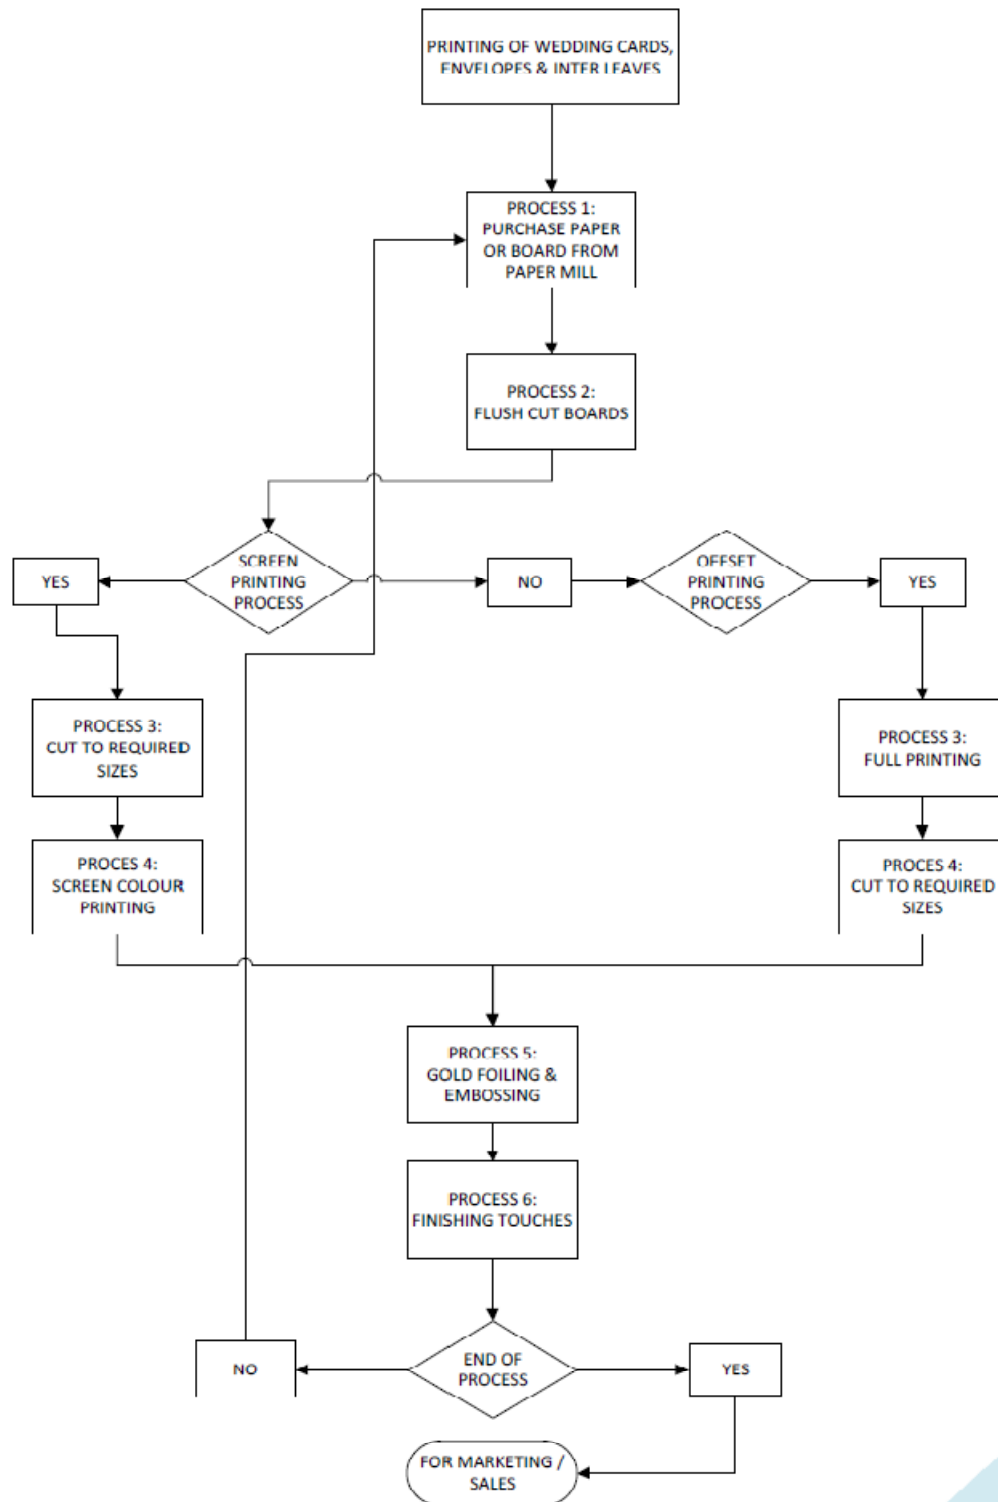 PRINTING OF WEDDING CARDS,
ENVELOPES & INTER LEAVES
PROCESS 1:
PURCHASE PAPER
OR BOARD FROM
PAPER MILL
PROCESS 2:
FLUSH CUT BOARDS
SCREEN
PRINTING
PROCESS
YES
NO
OFFSET
PRINTING
PROCESS
YES
PROCESS 3:
CUT TO REQUIRED
SIZES
PROCESS 3:
FULL PRINTING
PROCES 4:
SCREEN COLOUR
PRINTING
PROCES 4:
CUT TO REQUIRED
SIZES
PROCESS 5:
GOLD FOILING &
EMBOSSING
PROCESS 6:
FINISHING TOUCHES
END OF
PROCESS
NO
YES
FOR MARKETING /
SALES